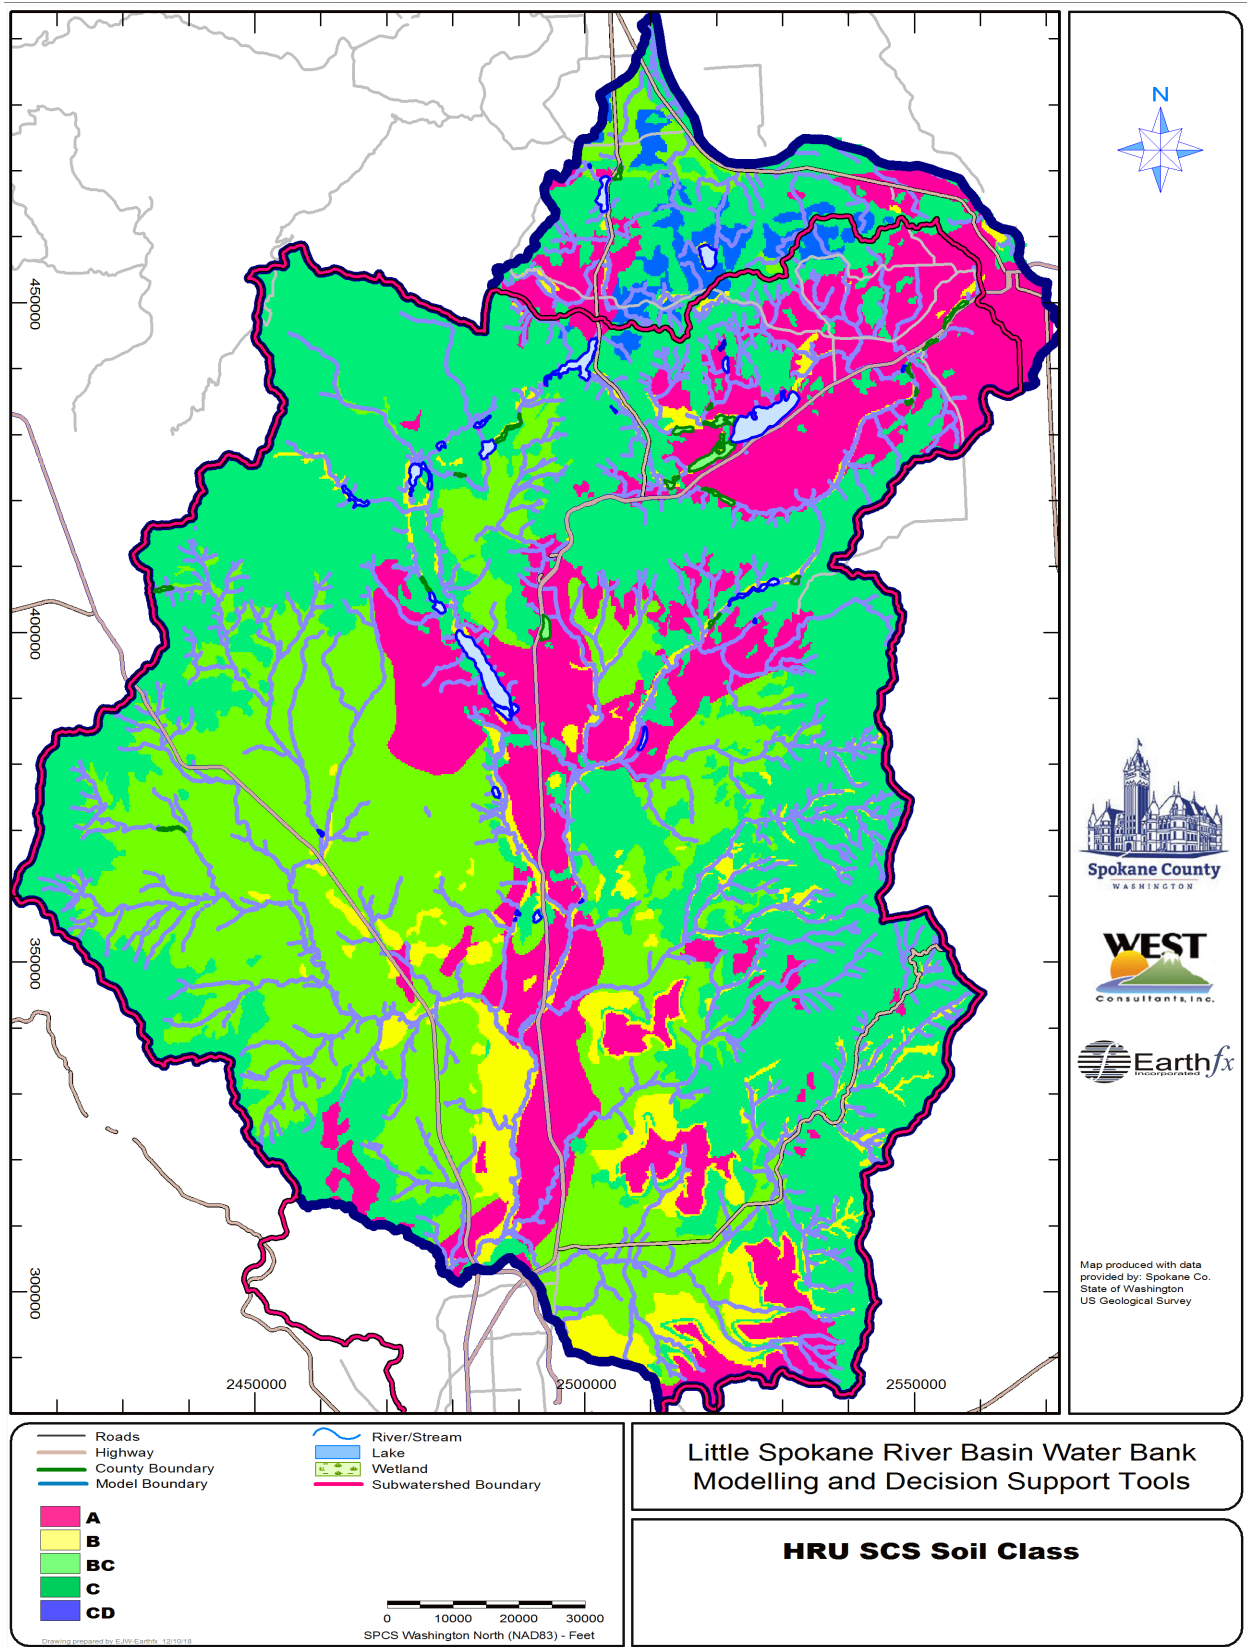 N
450000
400000
350000
300000
2450000
2500000
2550000
Spokane County
WASHINGTON
WEST
Consultants, Inc.
Earthfx
Incorporated
Map produced with data
provided by: Spokane Co.
State of Washington
US Geological Survey
Roads
Highway
County Boundary
Model Boundary
River/Stream
Lake
Wetland
Subwatershed Boundary
A
B
BC
C
CD
0 10000 20000 30000
SPCS Washington North (NAD83) - Feet
Drawing prepared by EJW-Earthfx 12/10/18
Little Spokane River Basin Water Bank
Modelling and Decision Support Tools
HRU SCS Soil Class